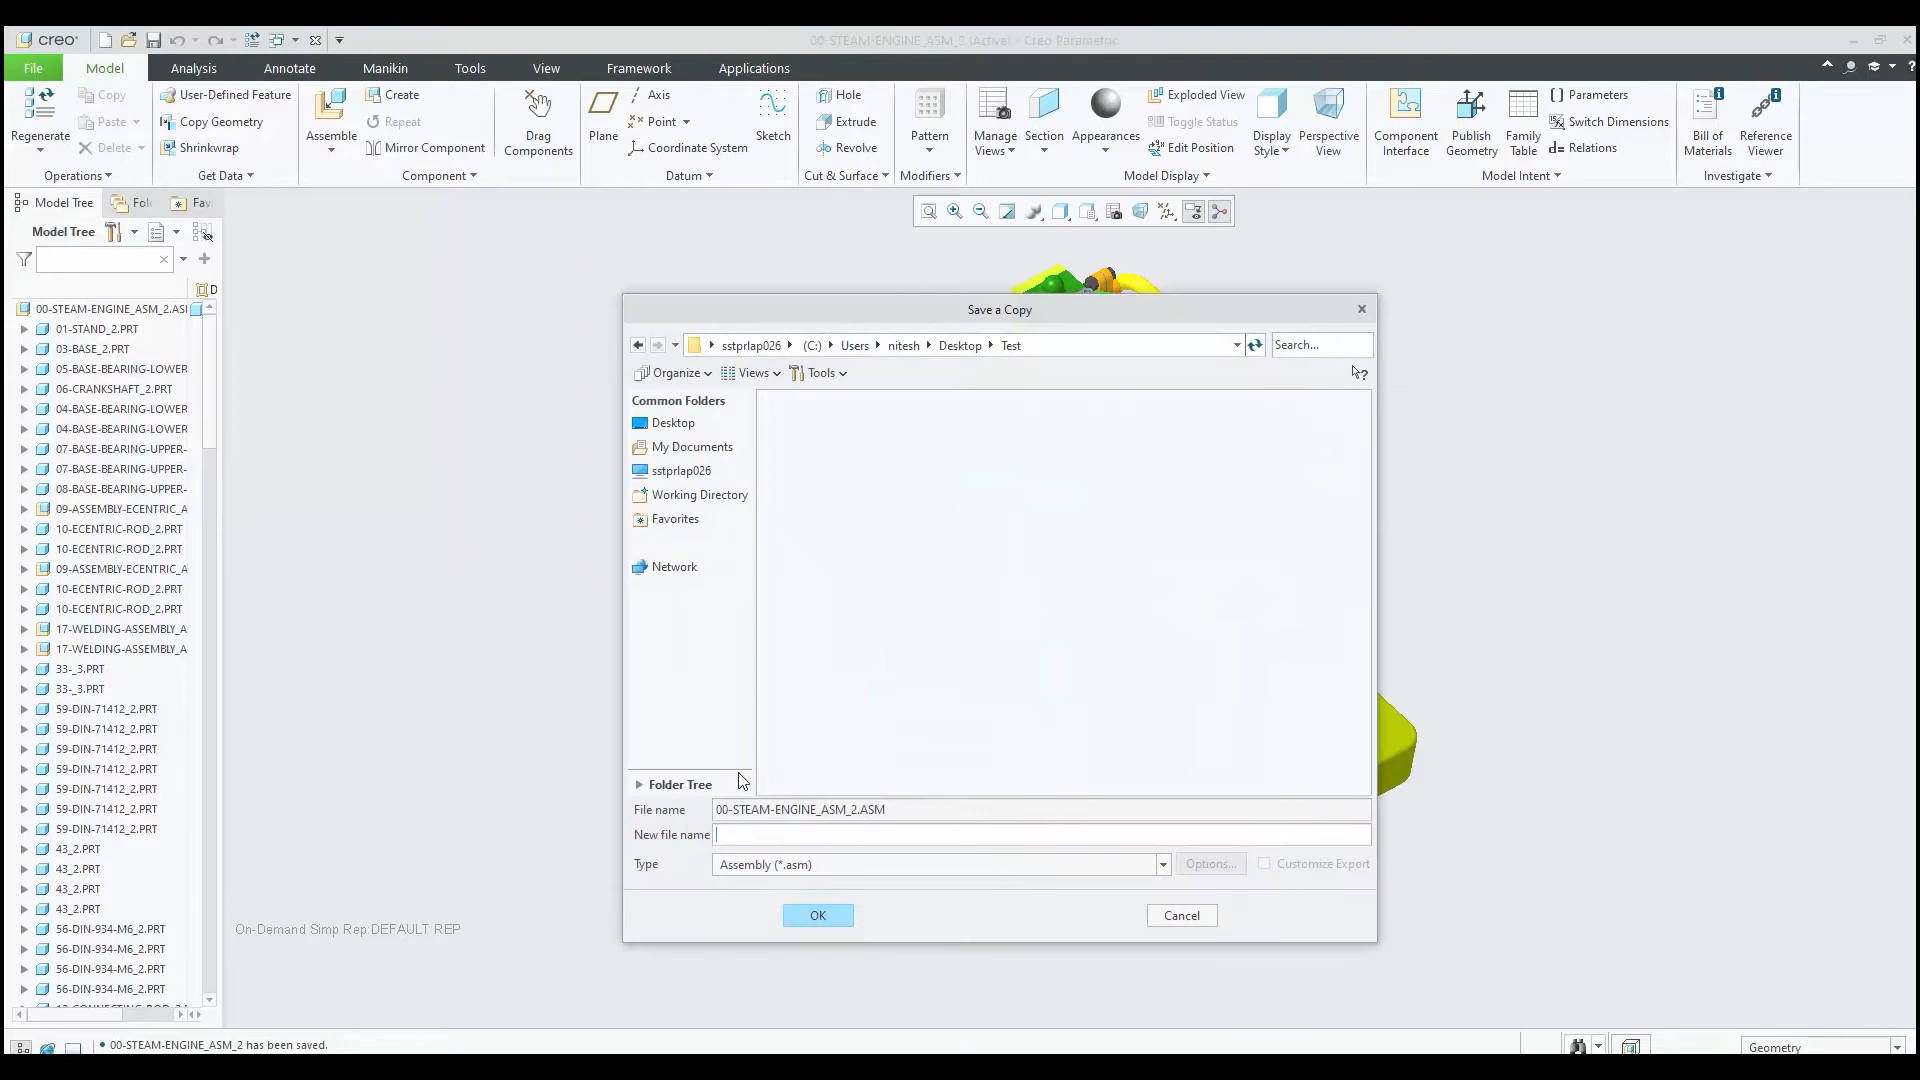 creo
00-STEAM-ENGINE_ASM_2 (Active) - Creo Parametric
File
Model
Analysis
Annotate
Manikin
Tools
View
Framework
Applications
Regenerate
Copy
Paste
Delete
Operations
User-Defined Feature
Copy Geometry
Shrinkwrap
Get Data
Assemble
Create
Repeat
Mirror Component
Component
Drag
Components
Plane
Axis
Point
Coordinate System
Sketch
Datum
Hole
Extrude
Revolve
Cut & Surface
Pattern
Modifiers
Manage
Views
Section
Appearances
Exploded View
Toggle Status
Edit Position
Display
Style
Perspective
View
Model Display
Component
Interface
Publish
Geometry
Family
Table
Parameters
Switch Dimensions
Relations
Model Intent
Bill of
Materials
Reference
Viewer
Investigate
Model Tree
Fol
Fav
Model Tree
D
00-STEAM-ENGINE_ASM_2.AS
01-STAND_2.PRT
03-BASE_2.PRT
05-BASE-BEARING-LOWER
06-CRANKSHAFT_2.PRT
04-BASE-BEARING-LOWER
04-BASE-BEARING-LOWER
07-BASE-BEARING-UPPER-
07-BASE-BEARING-UPPER-
08-BASE-BEARING-UPPER-
09-ASSEMBLY-ECENTRIC_A
10-ECENTRIC-ROD_2.PRT
10-ECENTRIC-ROD_2.PRT
09-ASSEMBLY-ECENTRIC_A
10-ECENTRIC-ROD_2.PRT
10-ECENTRIC-ROD_2.PRT
17-WELDING-ASSEMBLY_A
17-WELDING-ASSEMBLY_A
33-_3.PRT
33-_3.PRT
59-DIN-71412_2.PRT
59-DIN-71412_2.PRT
59-DIN-71412_2.PRT
59-DIN-71412_2.PRT
59-DIN-71412_2.PRT
59-DIN-71412_2.PRT
59-DIN-71412_2.PRT
43_2.PRT
43_2.PRT
43_2.PRT
43_2.PRT
56-DIN-934-M6_2.PRT
56-DIN-934-M6_2.PRT
56-DIN-934-M6_2.PRT
56-DIN-934-M6_2.PRT
Save a Copy
sstprlap026
(C:)
Users
nitesh
Desktop
Test
Search...
Organize
Views
Tools
Common Folders
Desktop
My Documents
sstprlap026
Working Directory
Favorites
Network
Folder Tree
File name
00-STEAM-ENGINE_ASM_2.ASM
New file name
Type
Assembly (*.asm)
Options...
Customize Export
OK
Cancel
On-Demand Simp Rep:DEFAULT REP
• 00-STEAM-ENGINE_ASM_2 has been saved.
Geometry